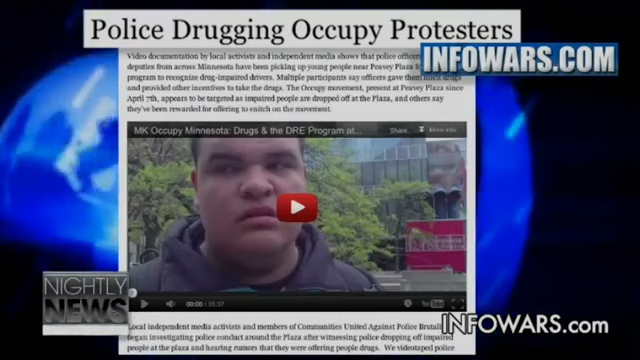 Police Drugging Occupy Protesters
INFOWARS.COM
Video documentation by local activists and independent media shows that police officers
deputies from across Minnesota have been picking up young people near Peavey Plaza
program to recognize drug-impaired drivers. Multiple participants say officers gave them illicit drugs
and provided other incentives to take the drugs. The Occupy movement, present at Peavey Plaza since
April 7th, appears to be targeted as impaired people are dropped off at the Plaza, and others say
they've been rewarded for offering to snitch on the movement.
MK Occupy Minnesota: Drugs & the DRE Program at...
Share
More info
00:00 / 35:37
You Tube
NIGHTLY
NEWS
Local independent media activists and members of Communities United Against Police
began investigating police conduct around the Plaza after witnessing police dropping off impaired
people at the Plaza and hearing rumors that they were offering people drugs. We videotaped police
INFOWARS.com